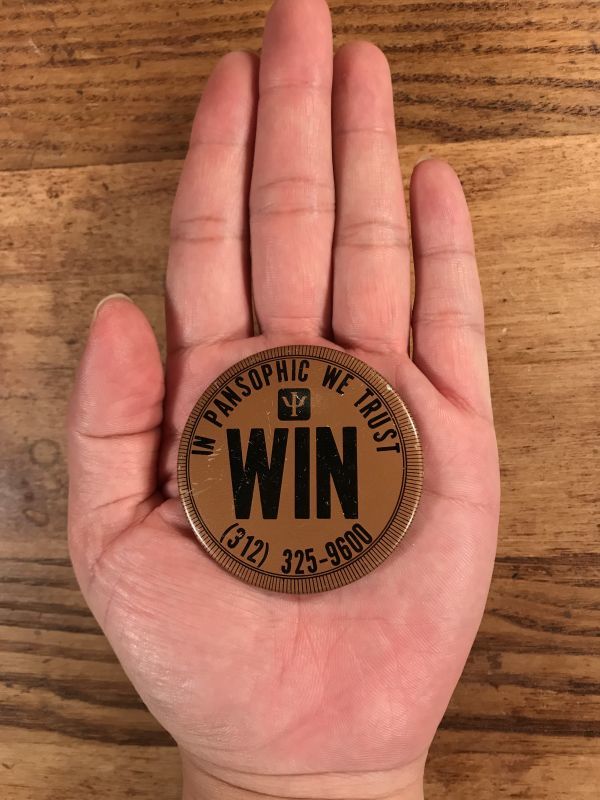 IN PANSOPHIC WE TRUST
WIN
(312) 325-9600